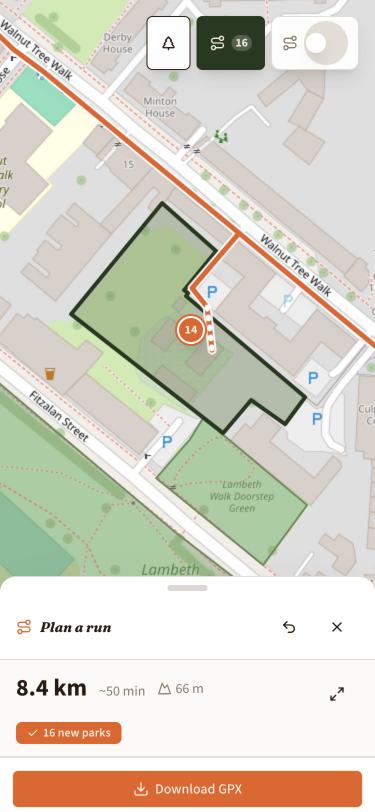 Walnut Tree Walk
Derby
House
16
Minton
House
15
Walnut Tree Walk
P
P
14
P
P
P
Fitzalan Street
Lambeth
Walk Doorstep
Green
Lambeth
Plan a run
8.4 km ~50 min 66 m
16 new parks
Download GPX